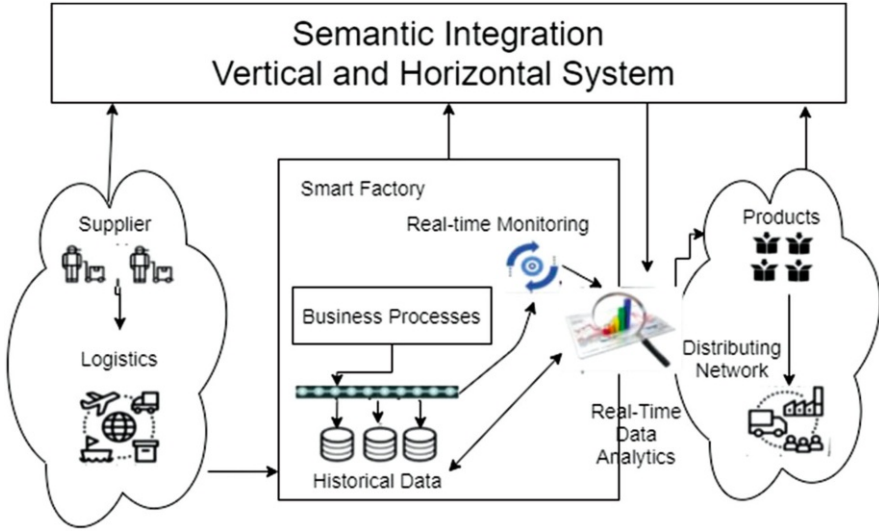 Semantic Integration
Vertical and Horizontal System
Smart Factory
Supplier
Real-time Monitoring
Products
Business Processes
Logistics
Distributing
Network
Real-Time
Data
Analytics
Historical Data